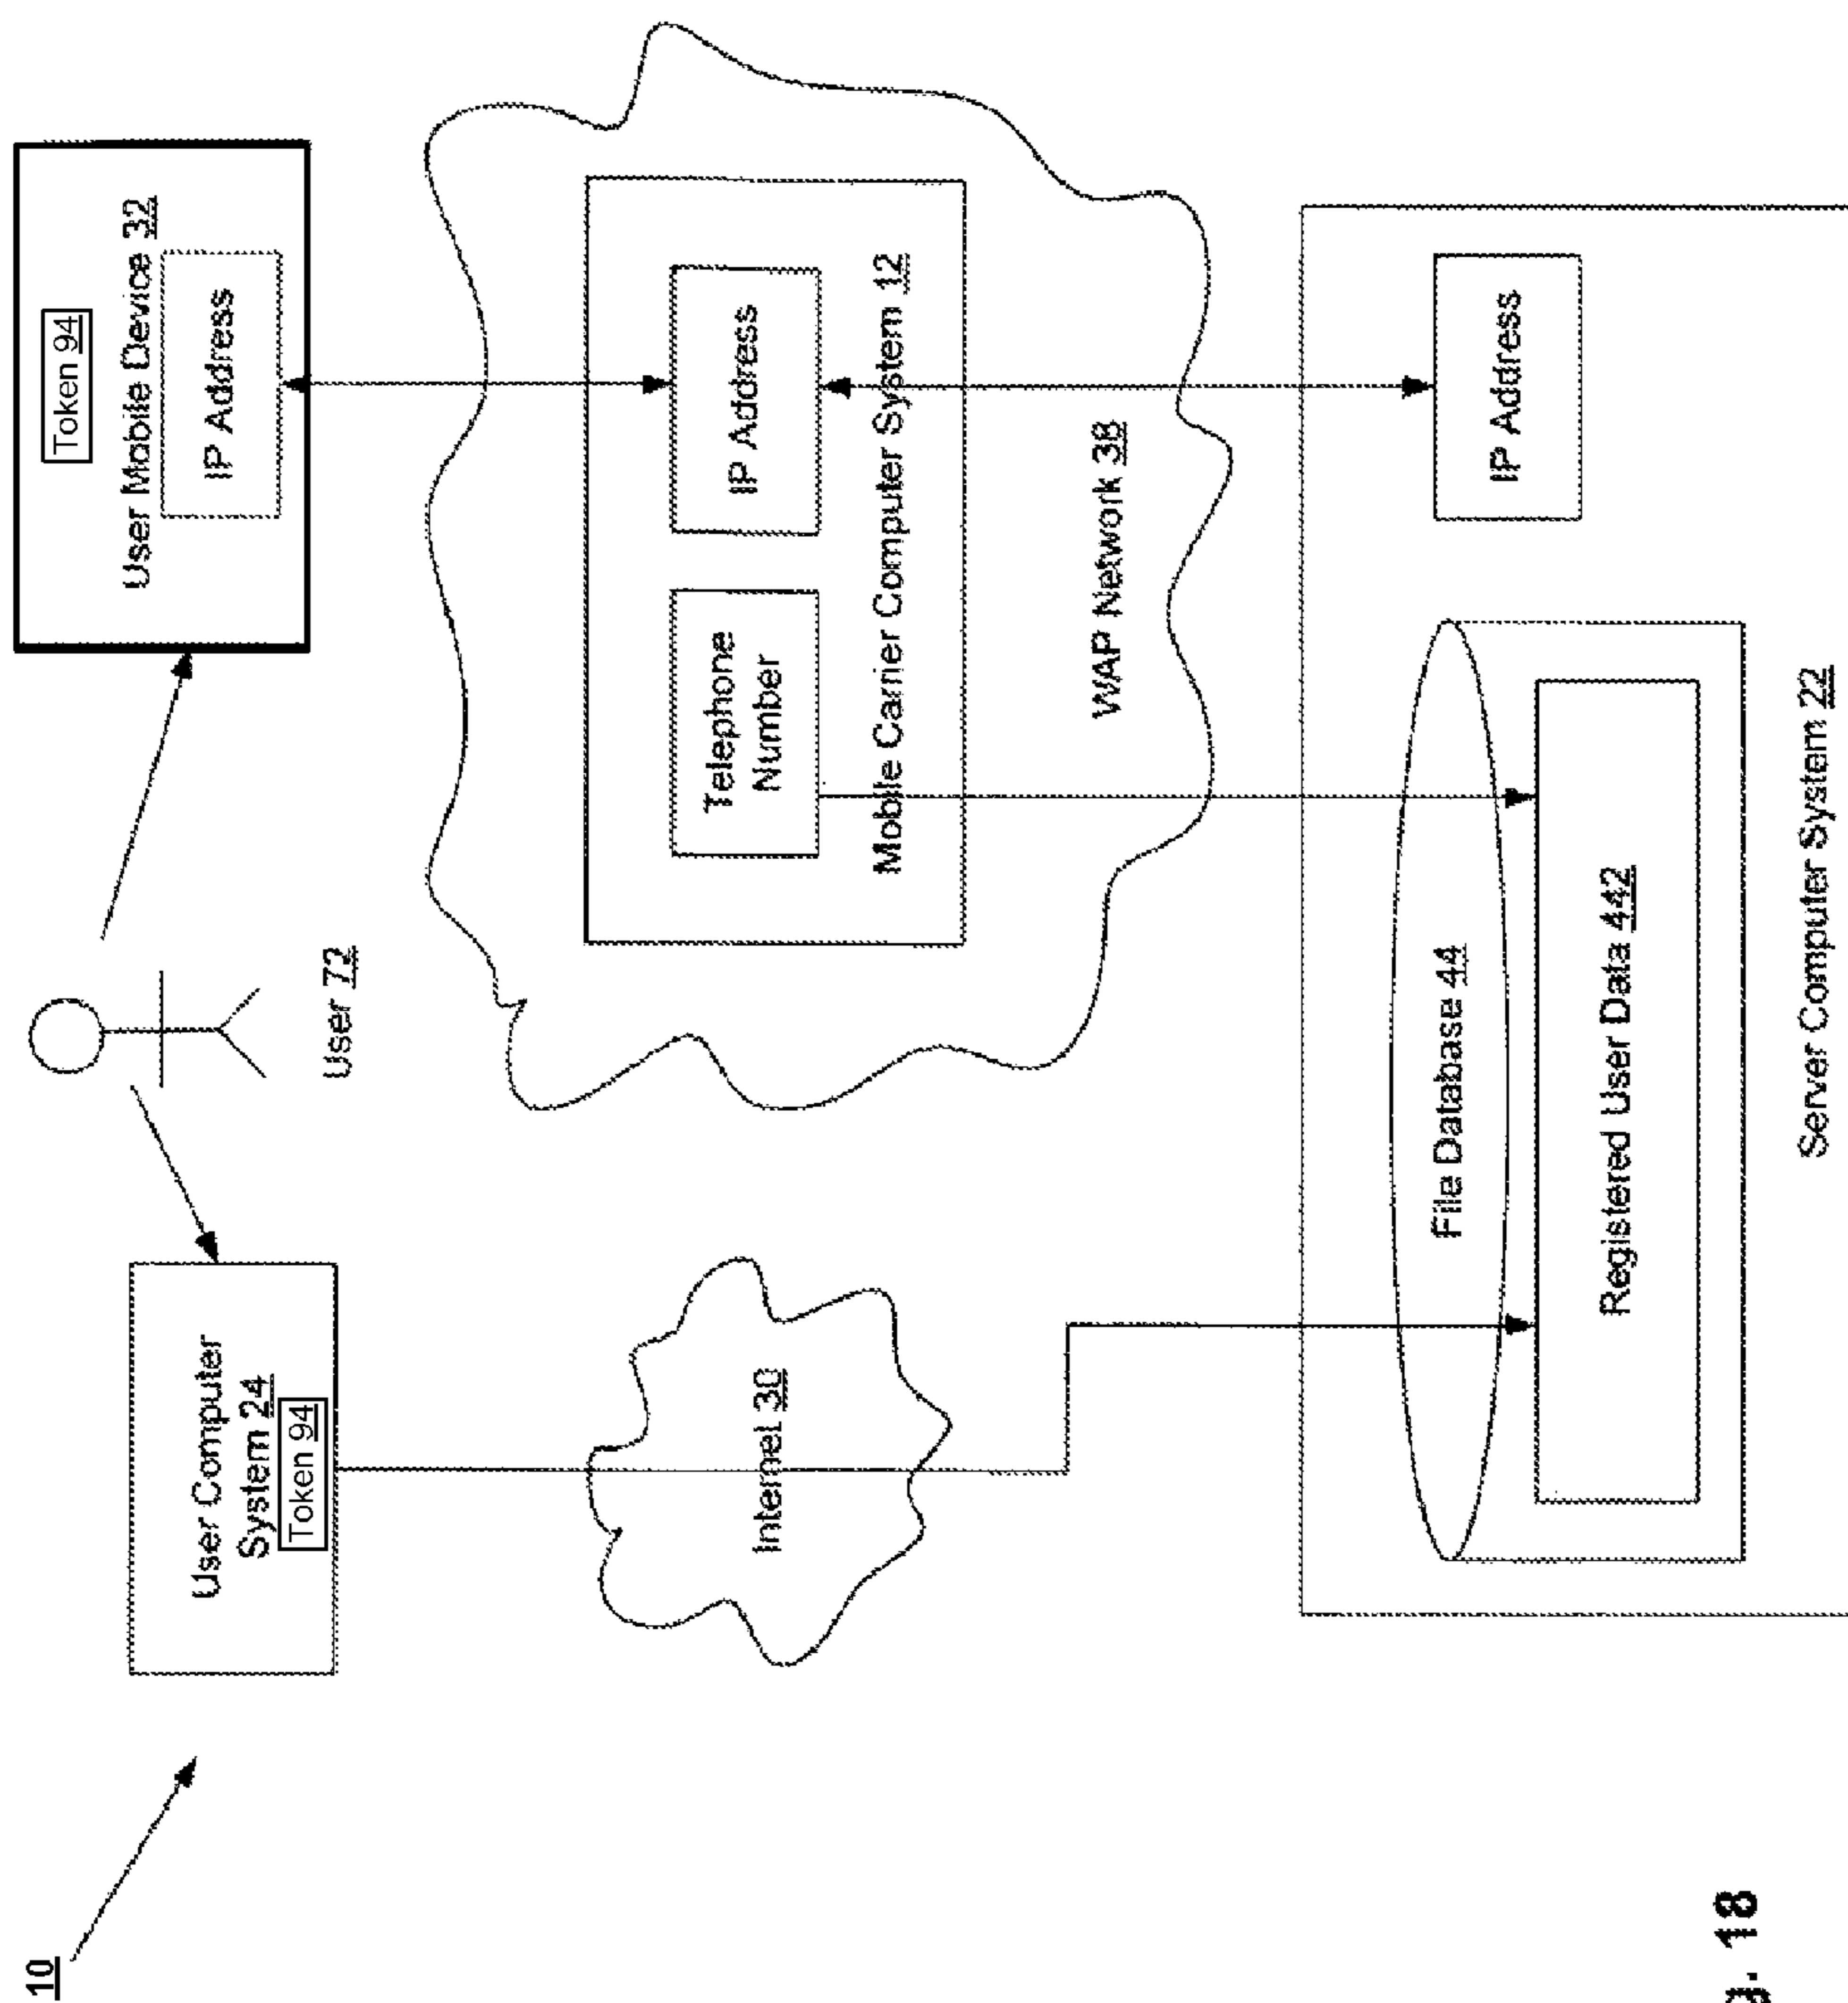 10
User Computer
System 24
Token 94
User 72
Token 94
User Mobile Device 32
IP Address
Internet 30
Telephone
Number
IP Address
Mobile Carrier Computer System 12
WAP Network 38
File Database 44
Registered User Data 442
IP Address
Server Computer System 22
g. 18